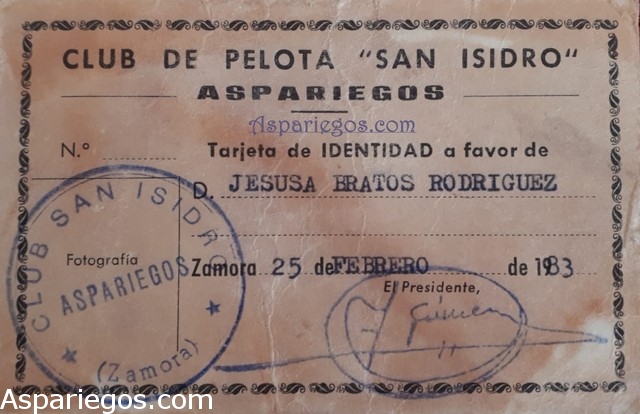 CLUB DE PELOTA "SAN ISIDRO"
ASPARIEGOS
Aspariegos.com
N.º
Tarjeta de IDENTIDAD a favor de
D. JESUSA BRATOS RODRIGUEZ
CLUB SAN ISIDRO
ASPARIEGOS
(Zamora)
Fotografía
Zamora 25 de FEBRERO de 1983
El Presidente,
Aspariegos.com